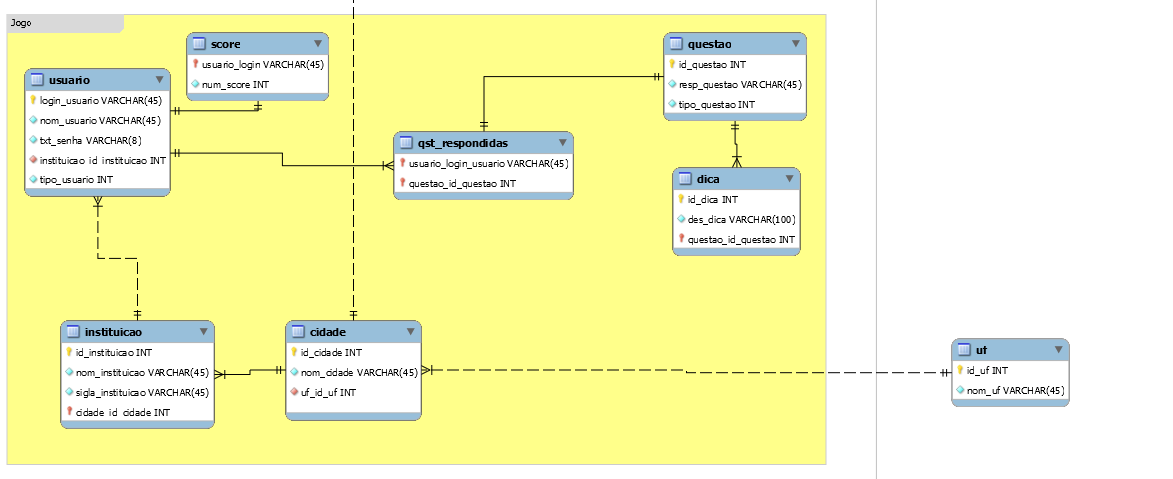 Jogo
score
usuario_login VARCHAR(45)
num_score INT
usuario
login_usuario VARCHAR(45)
nom_usuario VARCHAR(45)
txt_senha VARCHAR(8)
instituicao_id_instituicao INT
tipo_usuario INT
questao
id_questao INT
resp_questao VARCHAR(45)
tipo_questao INT
qst_respondidas
usuario_login_usuario VARCHAR(45)
questao_id_questao INT
dica
id_dica INT
des_dica VARCHAR(100)
questao_id_questao INT
instituicao
id_instituicao INT
nom_instituicao VARCHAR(45)
sigla_instituicao VARCHAR(45)
cidade_id_cidade INT
cidade
id_cidade INT
nom_cidade VARCHAR(45)
uf_id_uf INT
uf
id_uf INT
nom_uf VARCHAR(45)